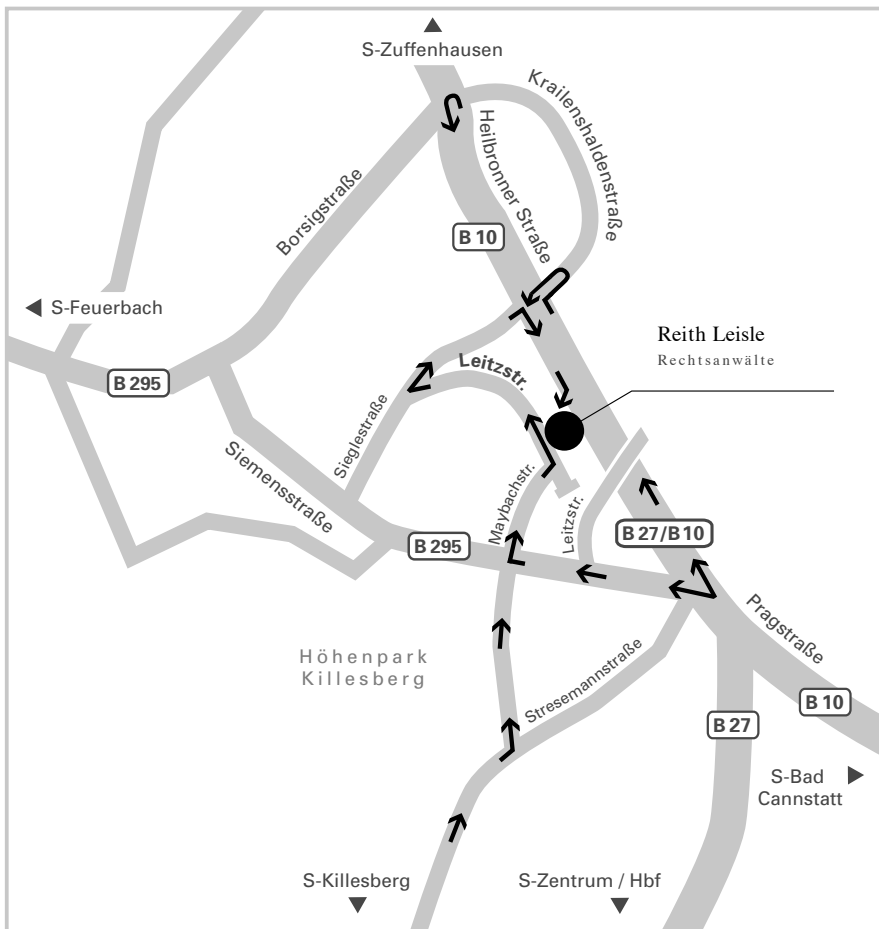 S-Zuffenhausen
Krailenshaldenstraße
Heilbronner Straße
Borsigstraße
B 10
S-Feuerbach
Reith Leisle
Rechtsanwälte
Leitzstr.
B 295
Sieglestraße
Siemensstraße
Maybachstr.
Leitzstr.
B 27/B 10
B 295
Pragstraße
Höhenpark
Killesberg
Stresemannstraße
B 10
B 27
S-Bad
Cannstatt
S-Killesberg
S-Zentrum / Hbf